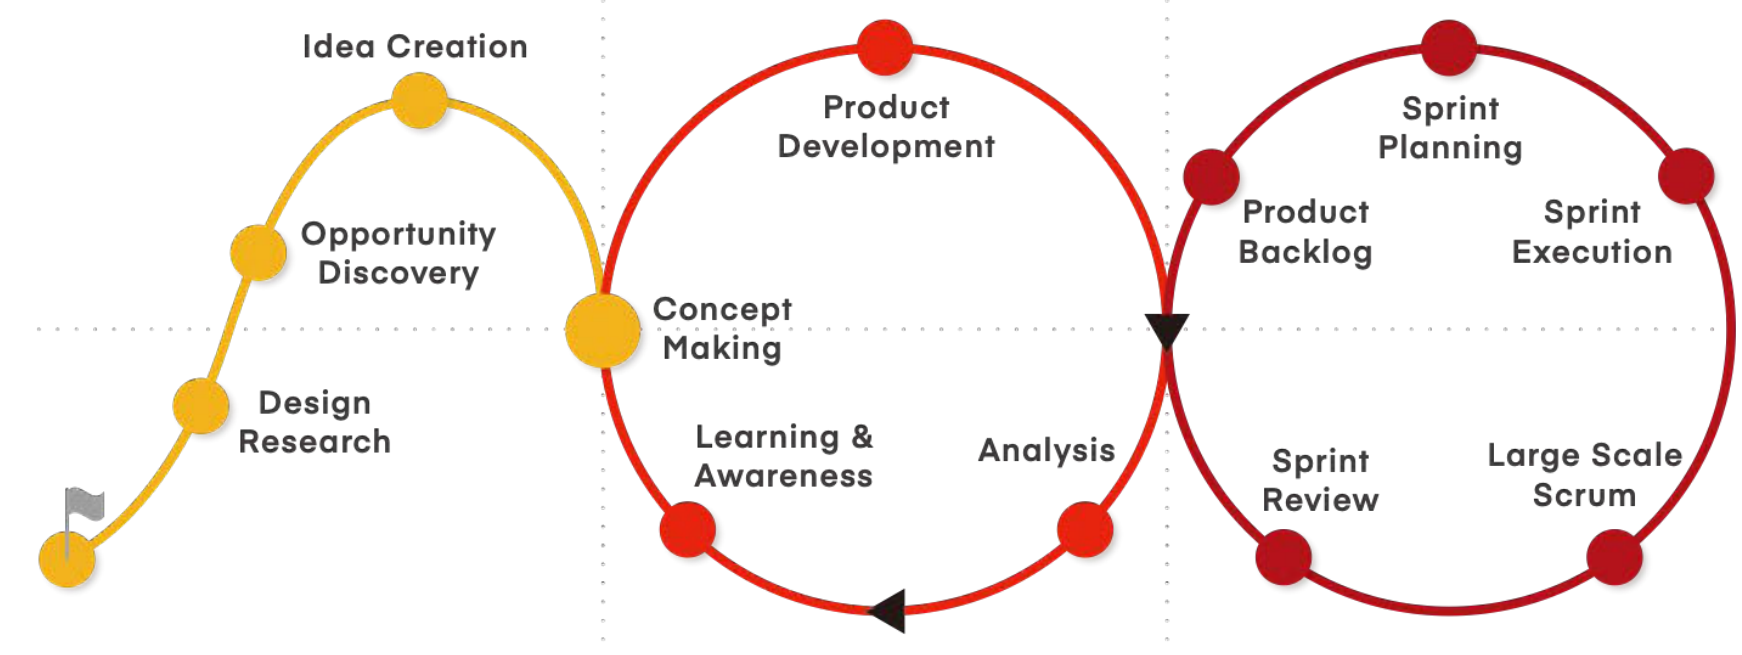 Idea Creation
Opportunity
Discovery
Design
Research
Concept
Making
Product
Development
Learning &
Awareness
Analysis
Product
Backlog
Sprint
Planning
Sprint
Execution
Large Scale
Scrum
Sprint
Review